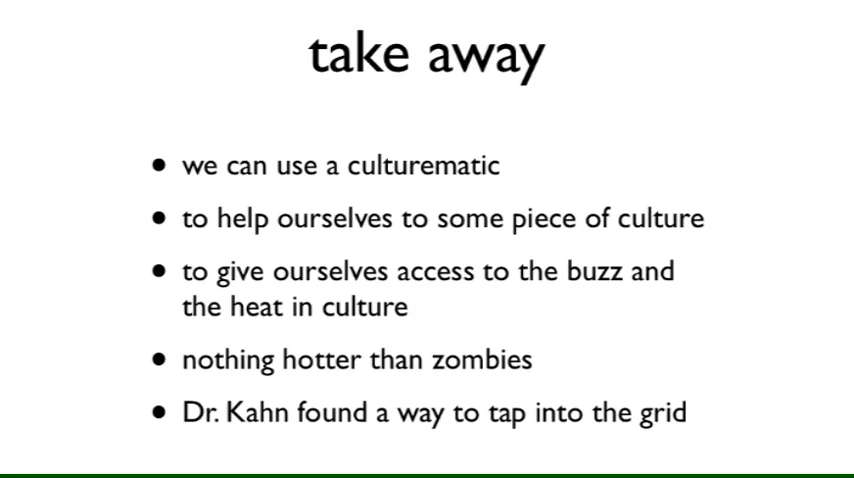 take away
• we can use a culturematic
• to help ourselves to some piece of culture
• to give ourselves access to the buzz and
the heat in culture
• nothing hotter than zombies
• Dr. Kahn found a way to tap into the grid